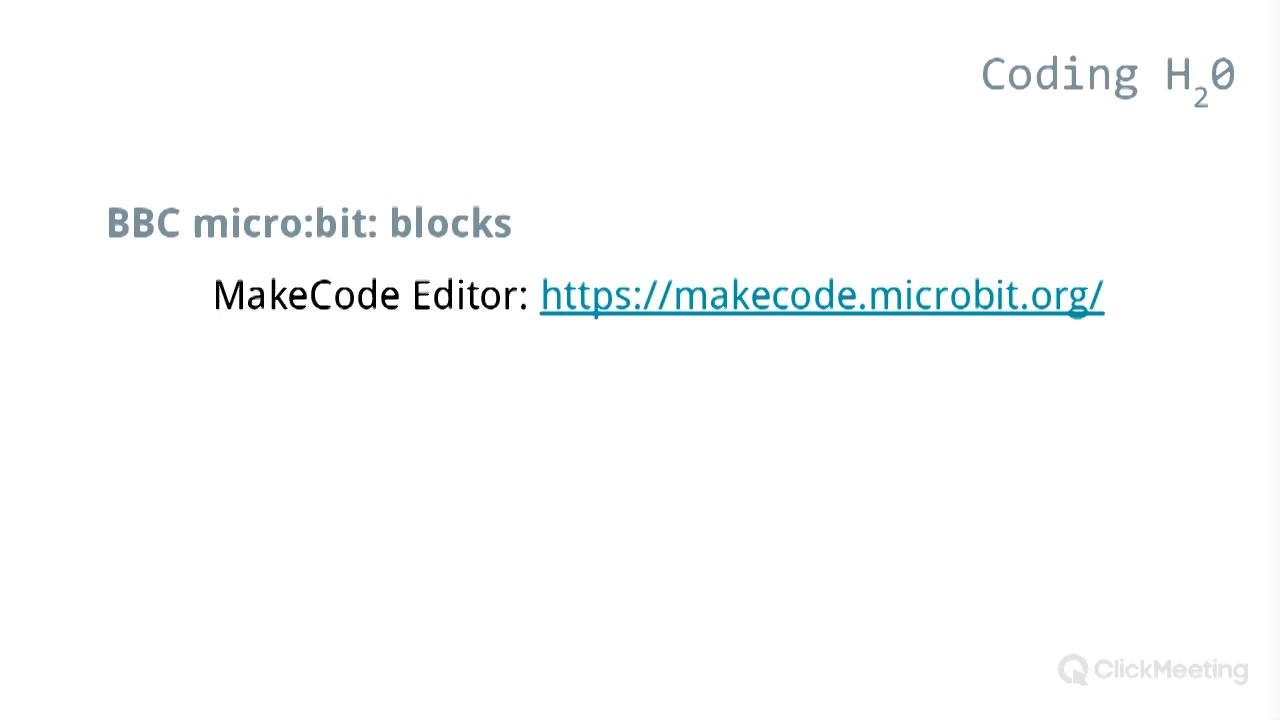 Coding H₂0
BBC micro:bit: blocks
MakeCode Editor: https://makecode.microbit.org/
ClickMeeting